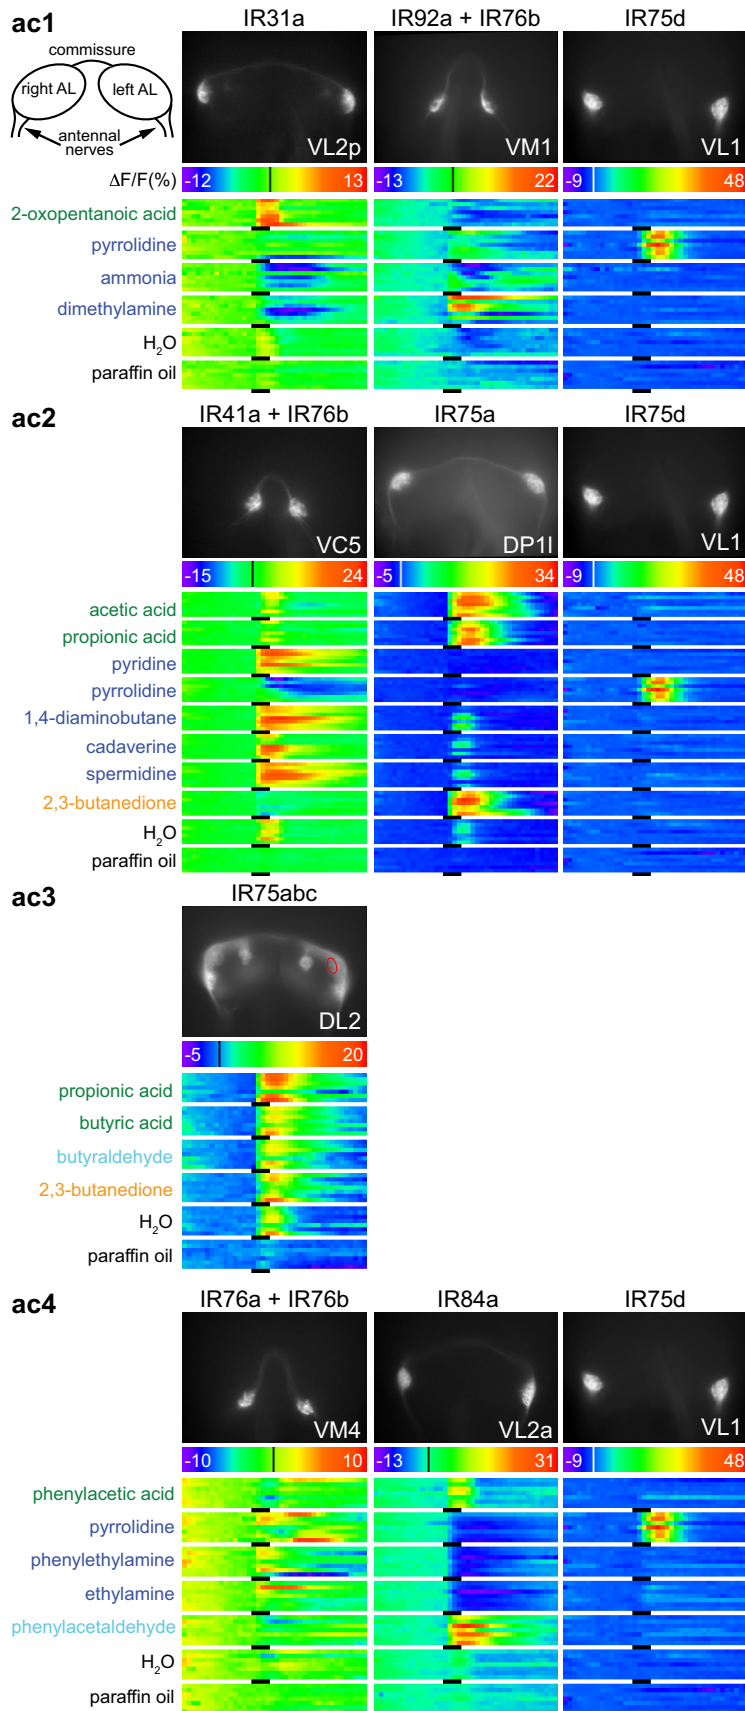 ac1
IR31a
IR92a + IR76b
IR75d
commissure
right AL
left AL
antennal
nerves
VL2p
VM1
VL1
ΔF/F(%)
-12 13
-13 22
-9 48
2-oxopentanoic acid
pyrrolidine
ammonia
dimethylamine
H₂O
paraffin oil
ac2
IR41a + IR76b
IR75a
IR75d
VC5
DP1l
VL1
-15 24
-5 34
-9 48
acetic acid
propionic acid
pyridine
pyrrolidine
1,4-diaminobutane
cadaverine
spermidine
2,3-butanedione
H₂O
paraffin oil
ac3
IR75abc
DL2
-5 20
propionic acid
butyric acid
butyraldehyde
2,3-butanedione
H₂O
paraffin oil
ac4
IR76a + IR76b
IR84a
IR75d
VM4
VL2a
VL1
-10 10
-13 31
-9 48
phenylacetic acid
pyrrolidine
phenylethylamine
ethylamine
phenylacetaldehyde
H₂O
paraffin oil